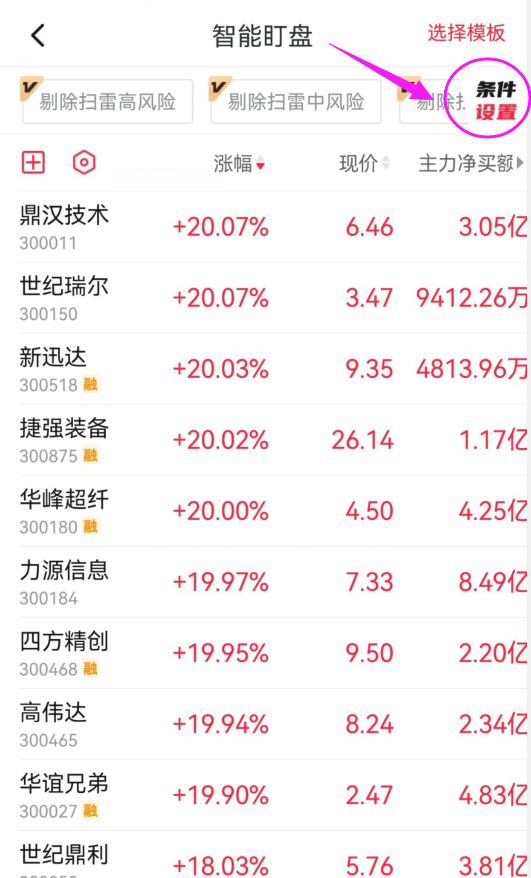 智能盯盘
选择模板
剔除扫雷高风险
剔除扫雷中风险
剔除扫
条件
设置
涨幅
现价
主力净买额
鼎汉技术 +20.07% 6.46 3.05亿
300011
世纪瑞尔 +20.07% 3.47 9412.26万
300150
新迅达 +20.03% 9.35 4813.96万
300518 融
捷强装备 +20.02% 26.14 1.17亿
300875 融
华峰超纤 +20.00% 4.50 4.25亿
300180 融
力源信息 +19.97% 7.33 8.49亿
300184
四方精创 +19.95% 9.50 2.20亿
300468 融
高伟达 +19.94% 8.24 2.34亿
300465
华谊兄弟 +19.90% 2.47 4.83亿
300027 融
世纪鼎利 +18.03% 5.76 3.81亿